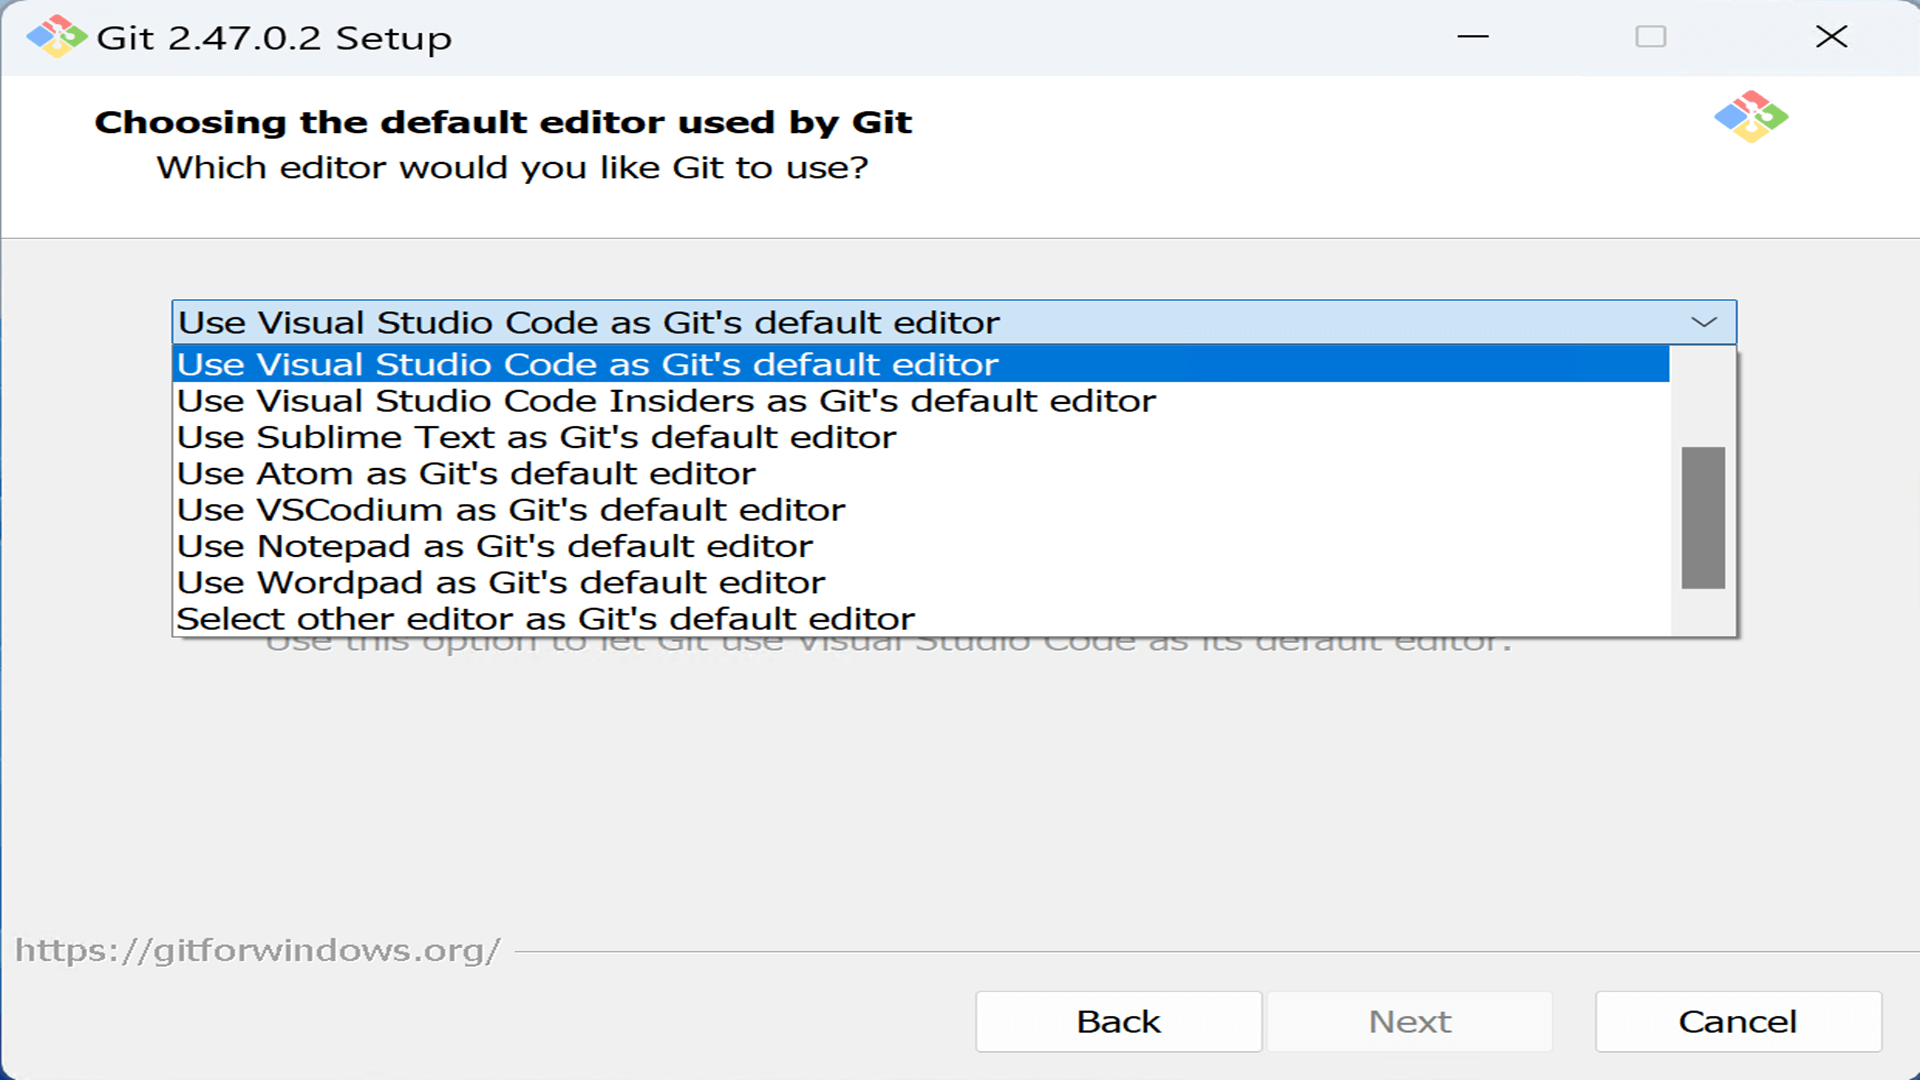 Git 2.47.0.2 Setup
Choosing the default editor used by Git
Which editor would you like Git to use?
Use Visual Studio Code as Git's default editor
Use Visual Studio Code as Git's default editor
Use Visual Studio Code Insiders as Git's default editor
Use Sublime Text as Git's default editor
Use Atom as Git's default editor
Use VSCodium as Git's default editor
Use Notepad as Git's default editor
Use Wordpad as Git's default editor
Select other editor as Git's default editor
Use this option to let Git use Visual Studio Code as its default editor.
https://gitforwindows.org/
Back
Next
Cancel